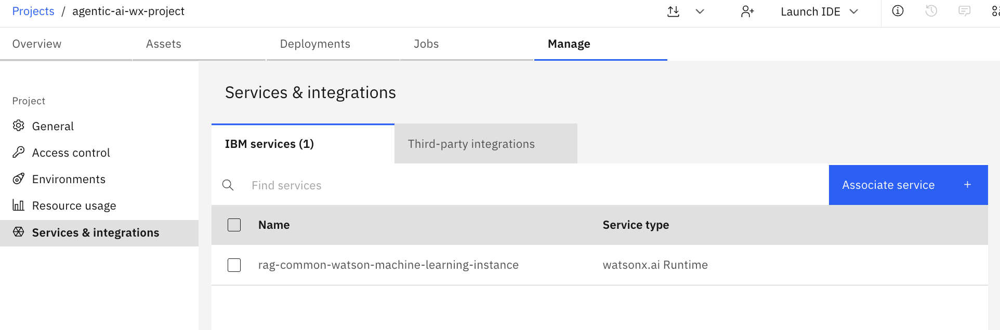 Projects / agentic-ai-wx-project
Launch IDE
Overview
Assets
Deployments
Jobs
Manage
Project
General
Access control
Environments
Resource usage
Services & integrations
Services & integrations
IBM services (1)
Third-party integrations
Find services
Associate service +
Name
Service type
rag-common-watson-machine-learning-instance
watsonx.ai Runtime